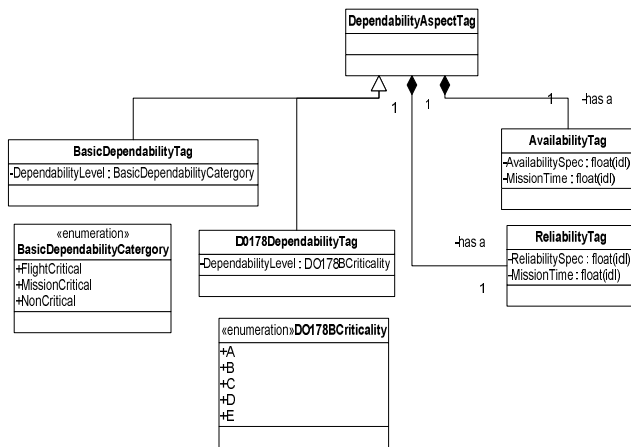 DependabilityAspectTag
1
1
1
-has a
BasicDependabilityTag
-DependabilityLevel : BasicDependabilityCatergory
AvailabilityTag
-AvailabilitySpec : float(idl)
-MissionTime : float(idl)
«enumeration»
BasicDependabilityCatergory
+FlightCritical
+MissionCritical
+NonCritical
D0178DependabilityTag
-DependabilityLevel : DO178BCriticality
-has a
1
ReliabilityTag
-ReliabilitySpec : float(idl)
-MissionTime : float(idl)
«enumeration»DO178BCriticality
+A
+B
+C
+D
+E